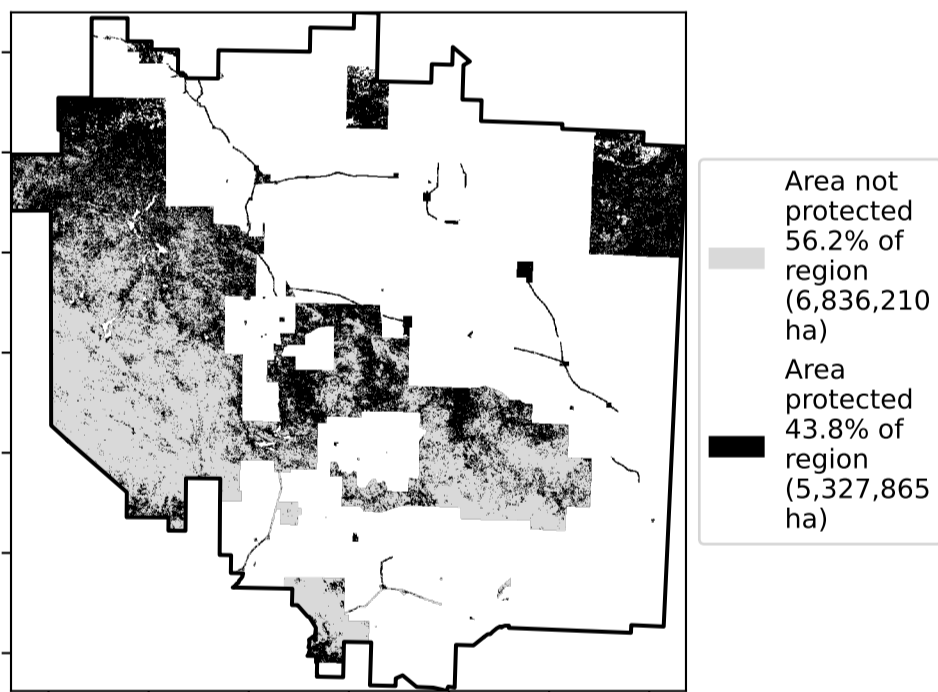 Area not
protected
56.2% of
region
(6,836,210
ha)
Area
protected
43.8% of
region
(5,327,865
ha)